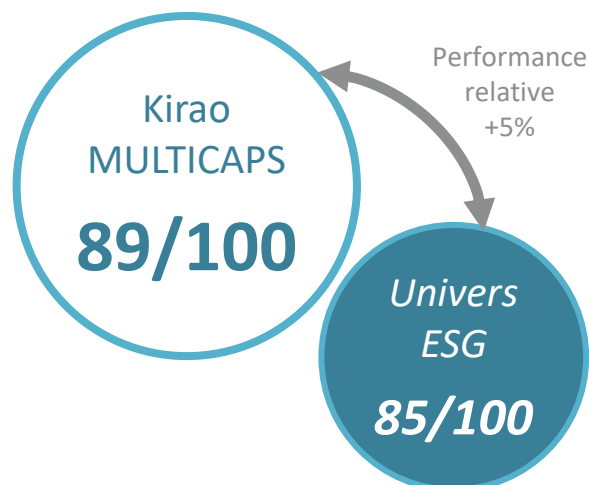 Kirao
MULTICAPS
89/100
Performance
relative
+5%
Univers
ESG
85/100